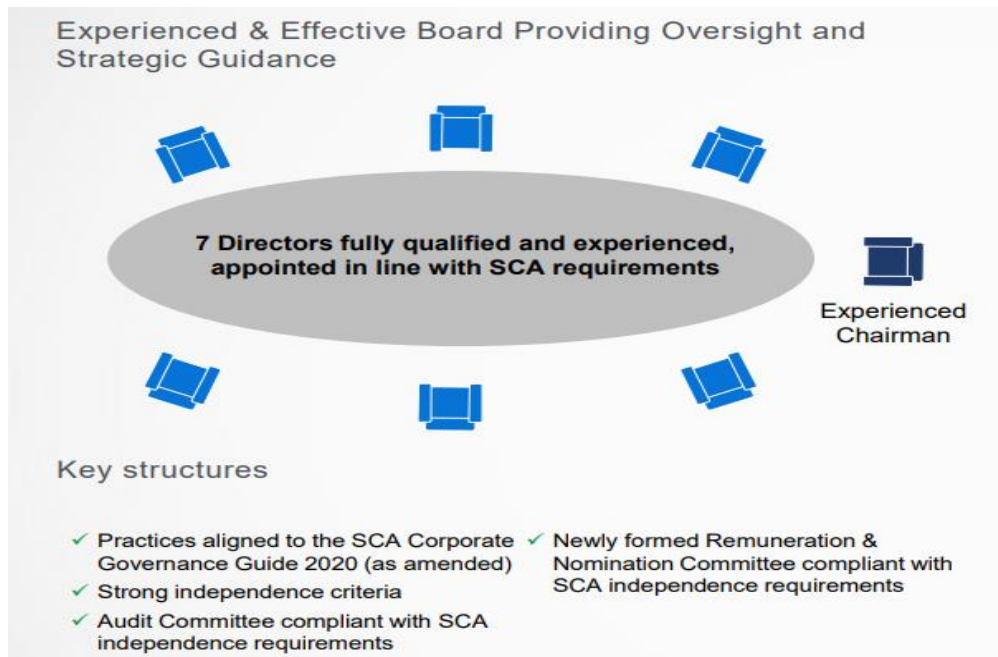 Experienced & Effective Board Providing Oversight and
Strategic Guidance
7 Directors fully qualified and experienced,
appointed in line with SCA requirements
Experienced
Chairman
Key structures
Practices aligned to the SCA Corporate
Governance Guide 2020 (as amended)
Strong independence criteria
Audit Committee compliant with SCA
independence requirements
Newly formed Remuneration &
Nomination Committee compliant with
SCA independence requirements